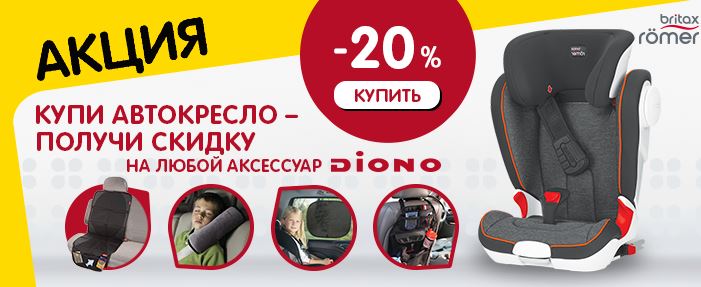 АКЦИЯ
-20%
КУПИТЬ
britax
römer
КУПИ АВТОКРЕСЛО –
ПОЛУЧИ СКИДКУ
НА ЛЮБОЙ АКСЕССУАР DIONO